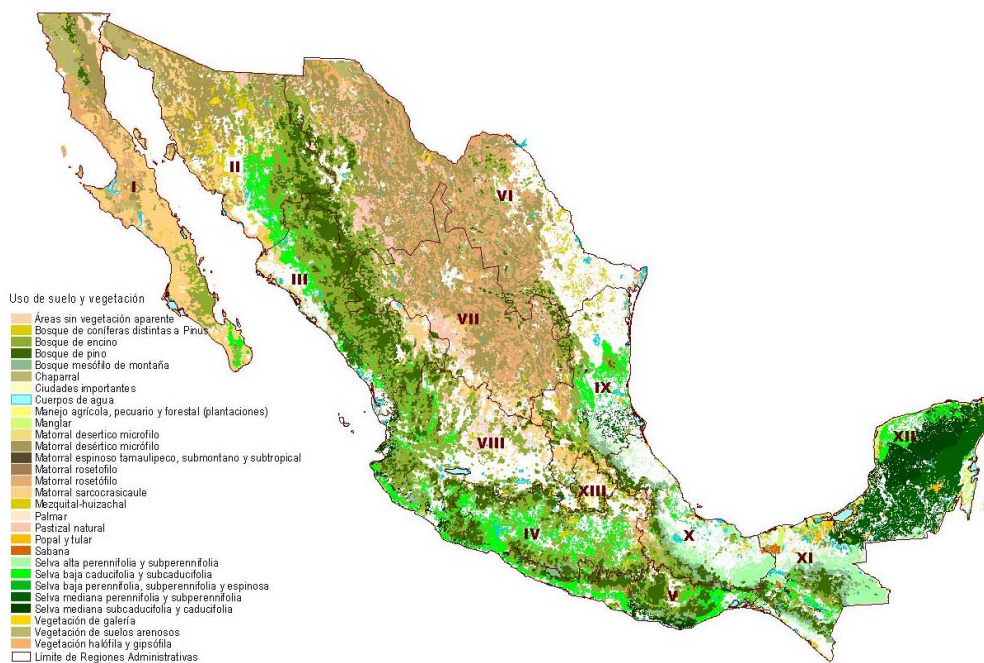 I
II
III
VI
VII
IX
VIII
XIII
IV
X
V
XI
XII
Uso de suelo y vegetación
Áreas sin vegetación aparente
Bosque de coníferas distintas a Pinus
Bosque de encino
Bosque de pino
Bosque mesófilo de montaña
Chaparral
Ciudades importantes
Cuerpos de agua
Manejo agrícola, pecuario y forestal (plantaciones)
Manglar
Matorral desertico microfilo
Matorral desértico micrófilo
Matorral espinoso tamaulipeco, submontano y subtropical
Matorral rosetofilo
Matorral rosetófilo
Matorral sarcocrasicaule
Mezquital-huizachal
Palmar
Pastizal natural
Popal y tular
Sabana
Selva alta perennifolia y subperennifolia
Selva baja caducifolia y subcaducifolia
Selva baja perennifolia, subperennifolia y espinosa
Selva mediana perennifolia y subperennifolia
Selva mediana subcaducifolia y caducifolia
Vegetación de galería
Vegetación de suelos arenosos
Vegetación halófila y gipsófila
Límite de Regiones Administrativas